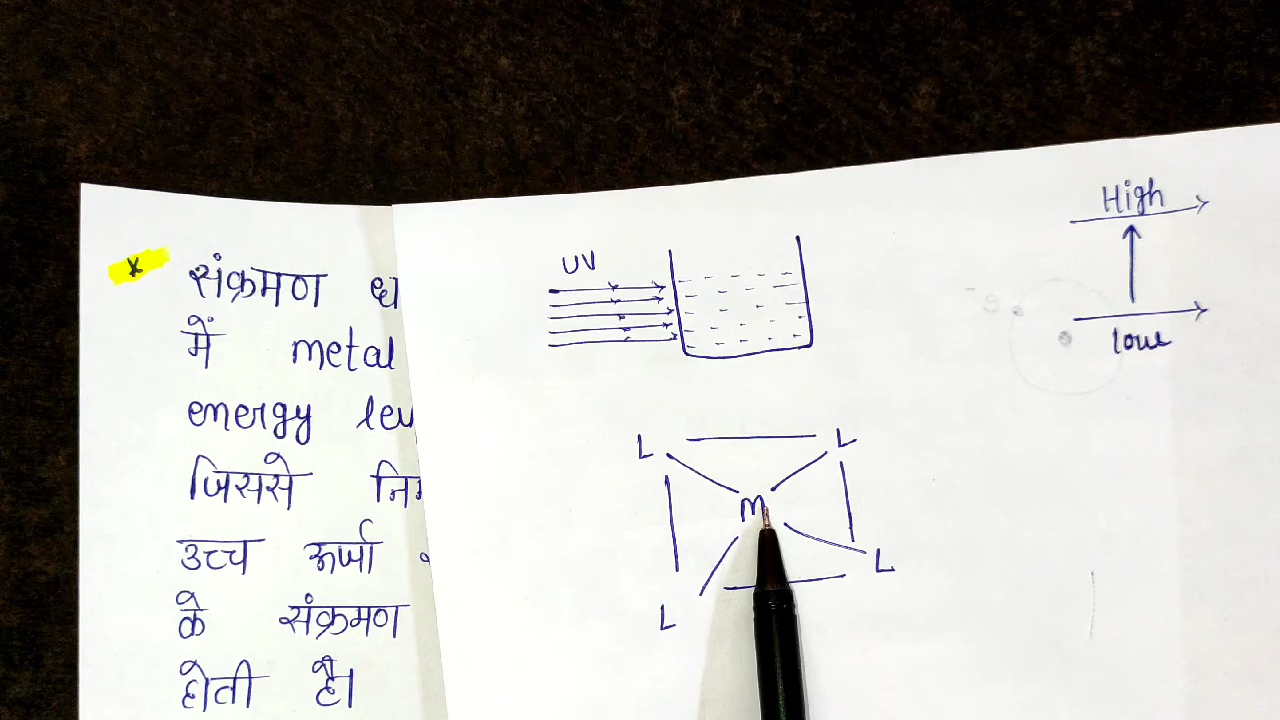 * संक्रमण
में metal
energy
जिससे
उच्च ऊर्जा
के संक्रमण
होती है।
UV
High
low
L L
M
L
L